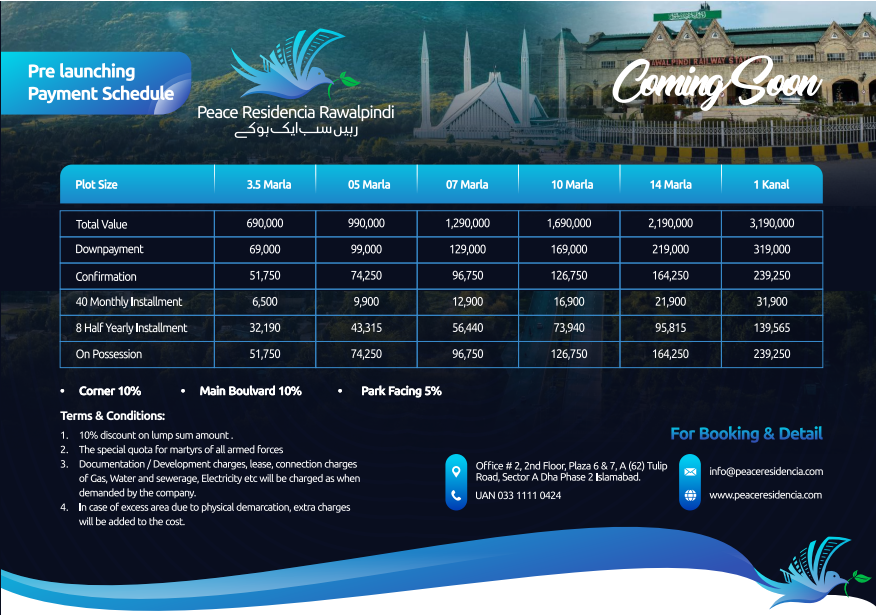 Pre launching
Payment Schedule
Peace Residencia Rawalpindi
رہیں سب ایک ہو کے
RAWALPINDI RAILWAY STA
Coming Soon
Plot Size 3.5 Marla 05 Marla 07 Marla 10 Marla 14 Marla 1 Kanal
Total Value 690,000 990,000 1,290,000 1,690,000 2,190,000 3,190,000
Downpayment 69,000 99,000 129,000 169,000 219,000 319,000
Confirmation 51,750 74,250 96,750 126,750 164,250 239,250
40 Monthly Installment 6,500 9,900 12,900 16,900 21,900 31,900
8 Half Yearly Installment 32,190 43,315 56,440 73,940 95,815 139,565
On Possession 51,750 74,250 96,750 126,750 164,250 239,250
• Corner 10% • Main Boulvard 10% • Park Facing 5%
Terms & Conditions:
1. 10% discount on lump sum amount .
2. The special quota for martyrs of all armed forces
3. Documentation / Development charges, lease, connection charges
of Gas, Water and sewerage, Electricity etc will be charged as when
demanded by the company.
4. In case of excess area due to physical demarcation, extra charges
will be added to the cost.
For Booking & Detail
Office # 2, 2nd Floor, Plaza 6 & 7, A (62) Tulip
Road, Sector A Dha Phase 2 Islamabad.
UAN 033 1111 0424
info@peaceresidencia.com
www.peaceresidencia.com